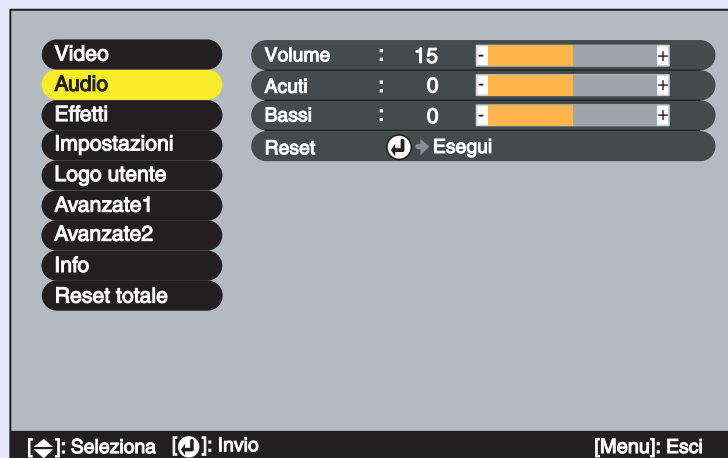 Video
Audio
Effetti
Impostazioni
Logo utente
Avanzate1
Avanzate2
Info
Reset totale
Volume : 15 - +
Acuti : 0 - +
Bassi : 0 - +
Reset Esegui
[ ]: Seleziona [ ]: Invio [Menu]: Esci